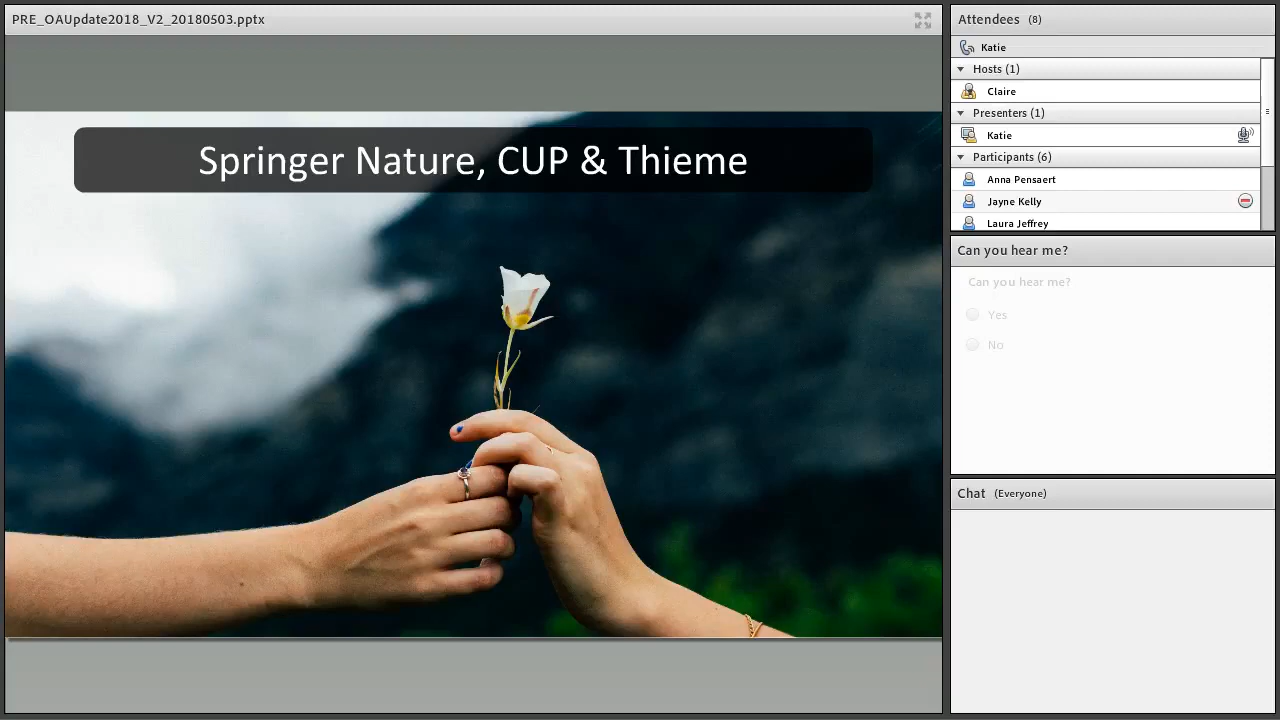 PRE_OAUpdate2018_V2_20180503.pptx
Springer Nature, CUP & Thieme
Attendees (8)
Katie
Hosts (1)
Claire
Presenters (1)
Katie
Participants (6)
Anna Pensaert
Jayne Kelly
Laura Jeffrey
Can you hear me?
Can you hear me?
Yes
No
Chat (Everyone)